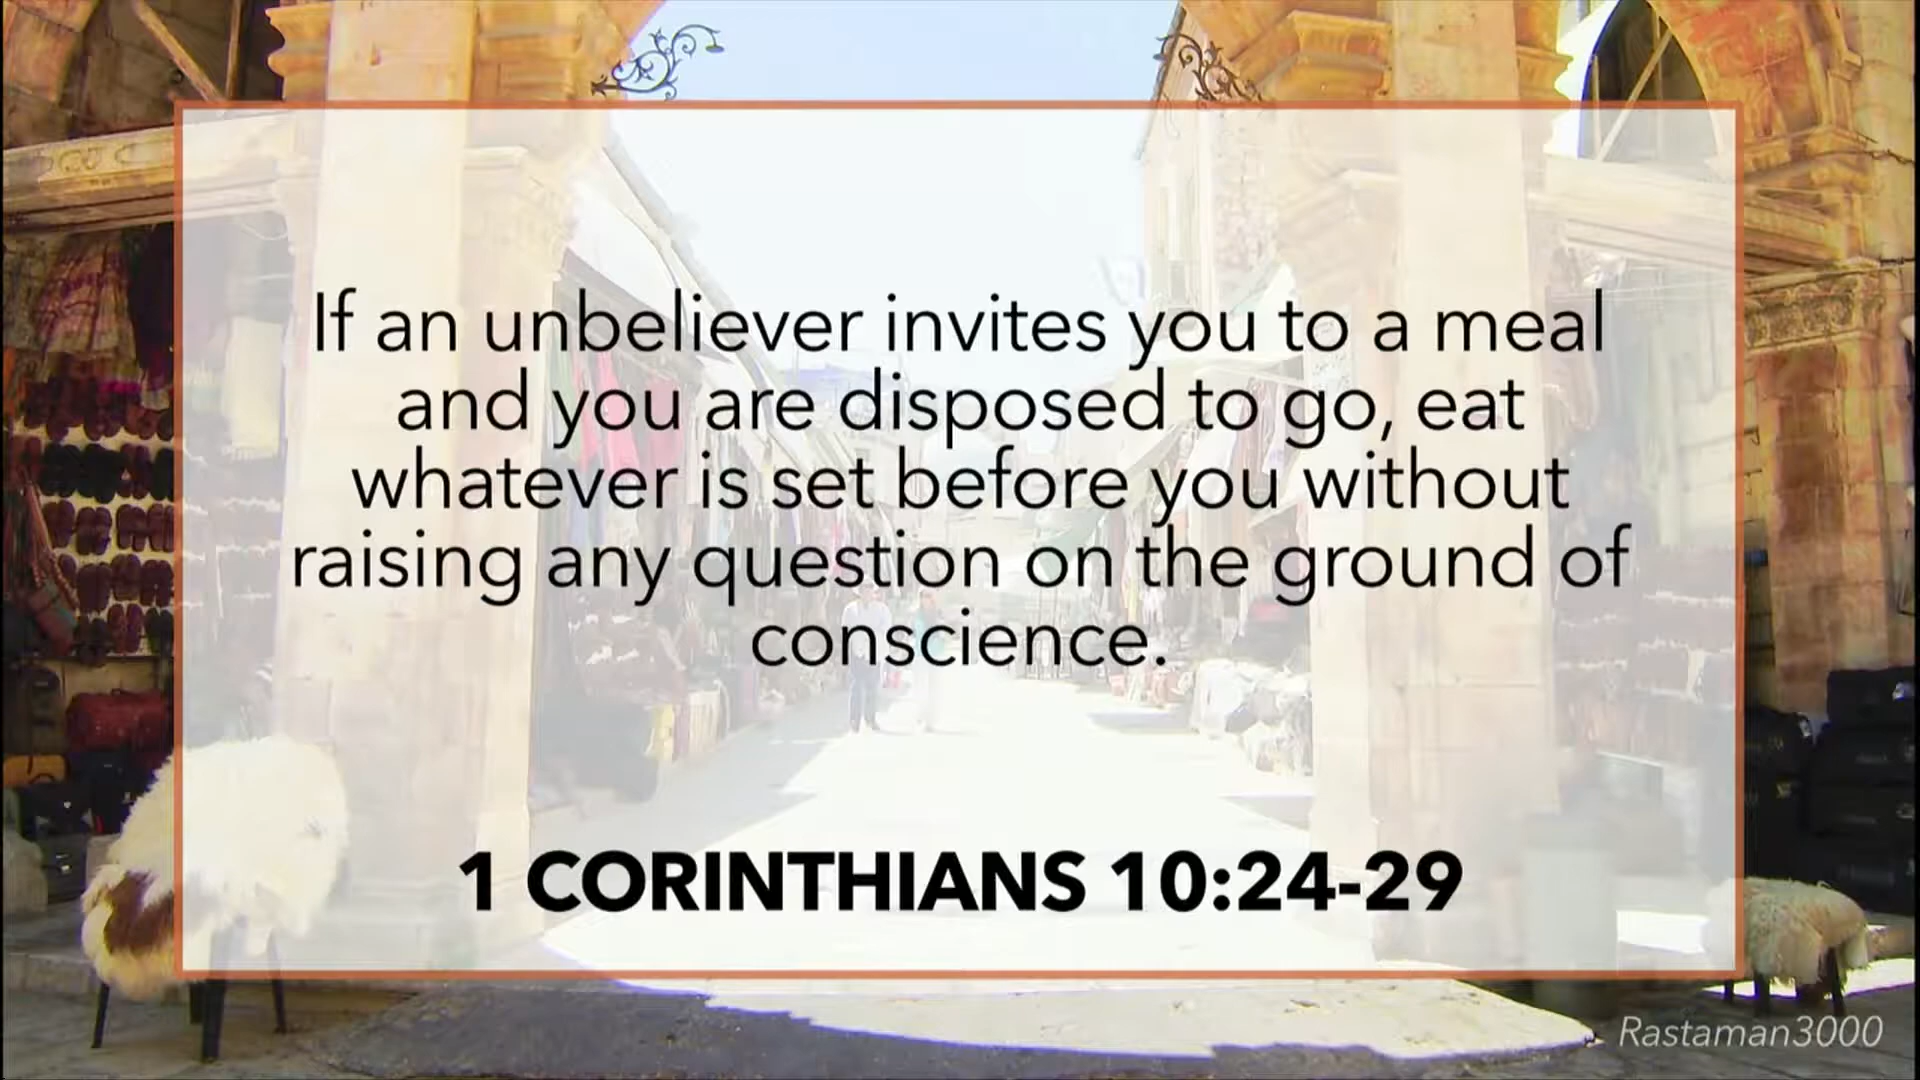 If an unbeliever invites you to a meal
and you are disposed to go, eat
whatever is set before you without
raising any question on the ground of
conscience.
1 CORINTHIANS 10:24-29
Rastaman3000